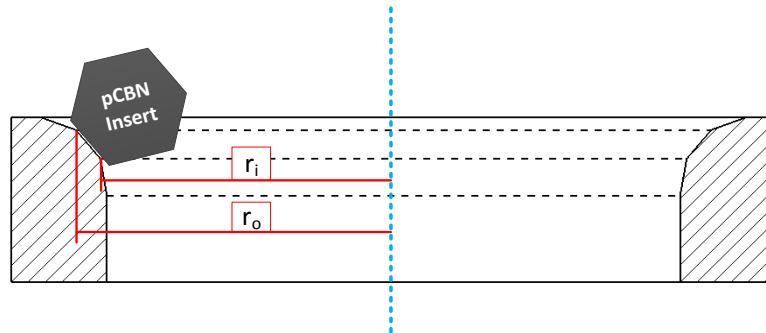 pCBN
Insert
rᵢ
rₒ